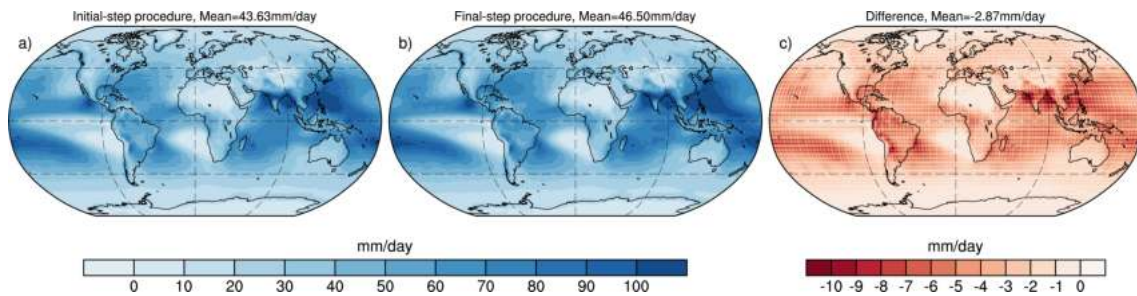 Initial-step procedure, Mean=43.63mm/day
Final-step procedure, Mean=46.50mm/day
Difference, Mean=-2.87mm/day
a)
b)
c)
mm/day
mm/day
0 10 20 30 40 50 60 70 80 90 100
-10 -9 -8 -7 -6 -5 -4 -3 -2 -1 0